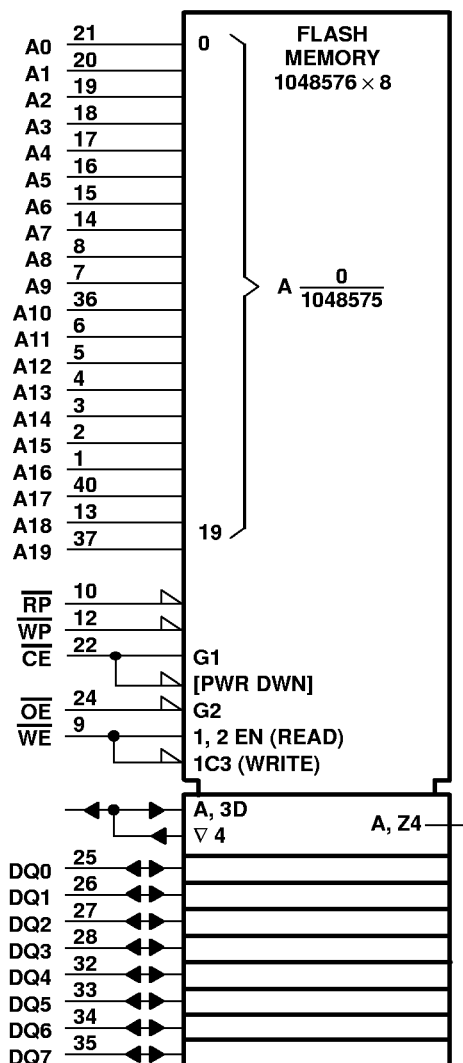 FLASH
MEMORY
1048576 × 8
A0 21 0
A1 20
A2 19
A3 18
A4 17
A5 16
A6 15
A7 14
A8 8
A9 7
A 0
1048575
A10 36
A11 6
A12 5
A13 4
A14 3
A15 2
A16 1
A17 40
A18 13
A19 37 19
RP 10
WP 12
CE 22 G1
[PWR DWN]
OE 24 G2
WE 9 1, 2 EN (READ)
1C3 (WRITE)
A, 3D
∇ 4 A, Z4
DQ0 25
DQ1 26
DQ2 27
DQ3 28
DQ4 32
DQ5 33
DQ6 34
DQ7 35